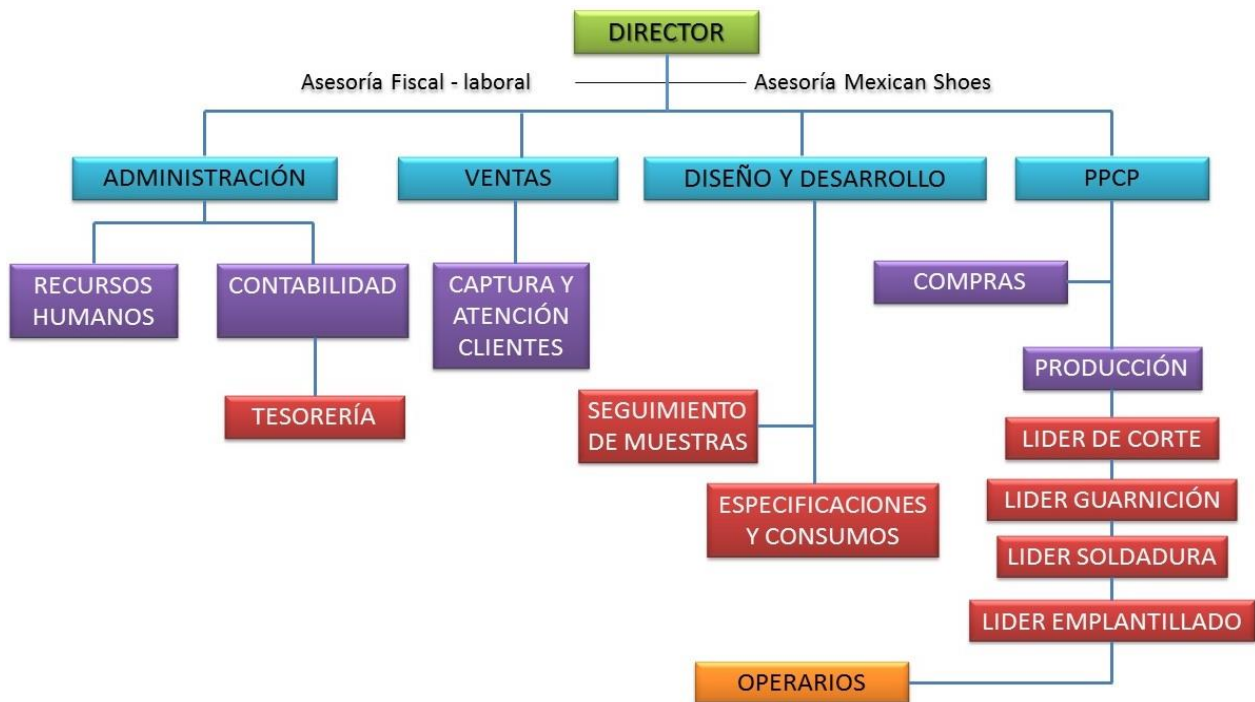 DIRECTOR
Asesoría Fiscal - laboral
Asesoría Mexican Shoes
ADMINISTRACIÓN
VENTAS
DISEÑO Y DESARROLLO
PPCP
RECURSOS
HUMANOS
CONTABILIDAD
CAPTURA Y
ATENCIÓN
CLIENTES
COMPRAS
PRODUCCIÓN
TESORERÍA
SEGUIMIENTO
DE MUESTRAS
LIDER DE CORTE
ESPECIFICACIONES
Y CONSUMOS
LIDER GUARNICIÓN
LIDER SOLDADURA
LIDER EMPLANTILLADO
OPERARIOS